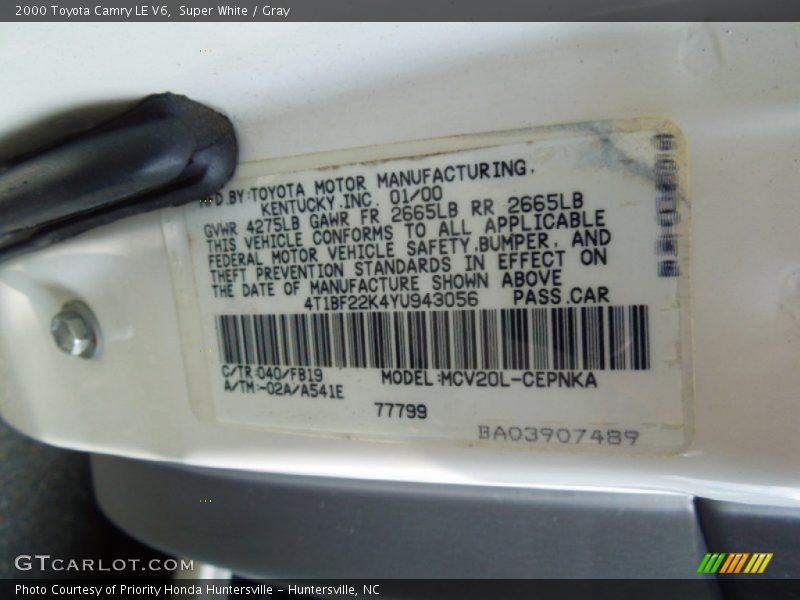 2000 Toyota Camry LE V6, Super White / Gray
MFD.BY:TOYOTA MOTOR MANUFACTURING.
KENTUCKY.INC. 01/00
GVWR 4275LB GAWR FR 2665LB RR 2665LB
THIS VEHICLE CONFORMS TO ALL APPLICABLE
FEDERAL MOTOR VEHICLE SAFETY,BUMPER, AND
THEFT PREVENTION STANDARDS IN EFFECT ON
THE DATE OF MANUFACTURE SHOWN ABOVE
4T1BF22K4YU943056 PASS.CAR
C/TR:040/FB19 MODEL:MCV20L-CEPNKA
A/TM:-02A/A541E
77799
BA03907489
GTCARLOT.COM
Photo Courtesy of Priority Honda Huntersville – Huntersville, NC